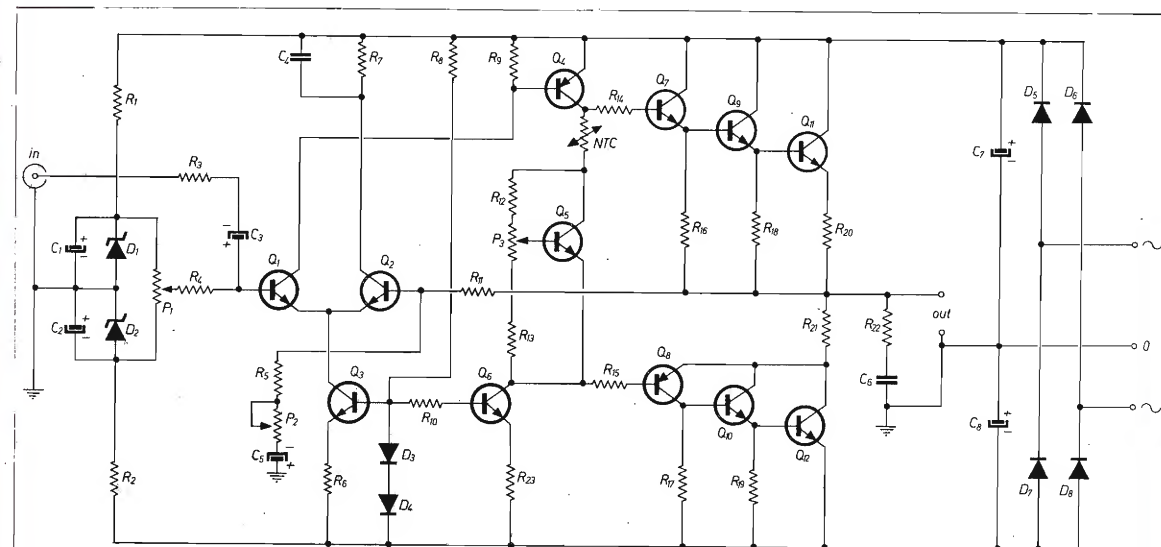 C4
R7
R8
R9
Q4
R14
Q7
Q9
Q11
D5
D6
R1
NTC
C7
+
-
in
R3
R12
Q5
P3
R16
R18
R20
C3
-
+
C1
+
-
D1
R4
P1
Q1
Q2
R11
C2
+
-
D2
R13
R21
R22
out
0
R5
Q3
Q6
R15
Q8
C6
P2
R10
Q10
Q12
C8
+
-
C5
-
+
R2
R6
D3
D4
R23
R17
R19
D7
D8